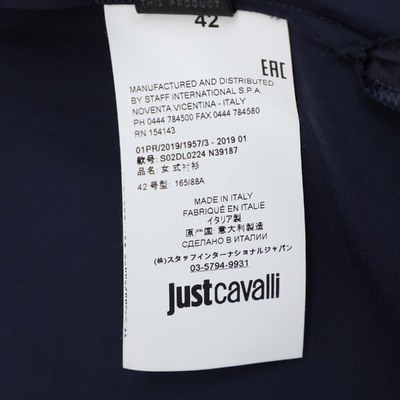 THIS PRODUCT
42
EAC
MANUFACTURED AND DISTRIBUTED
BY STAFF INTERNATIONAL S.P.A.
NOVENTA VICENTINA - ITALY
PH 0444 784500 FAX 0444 784580
RN 154143
01PR/2019/1957/3 - 2019 01
款号: S02DL0224 N39187
品名: 女式衬衫
42 号型: 165/88A
MADE IN ITALY
FABRIQUÉ EN ITALIE
イタリア製
原产国: 意大利制造
СДЕЛАНО В ИТАЛИИ
(株)スタッフインターナショナルジャパン
03-5794-9931
justcavalli